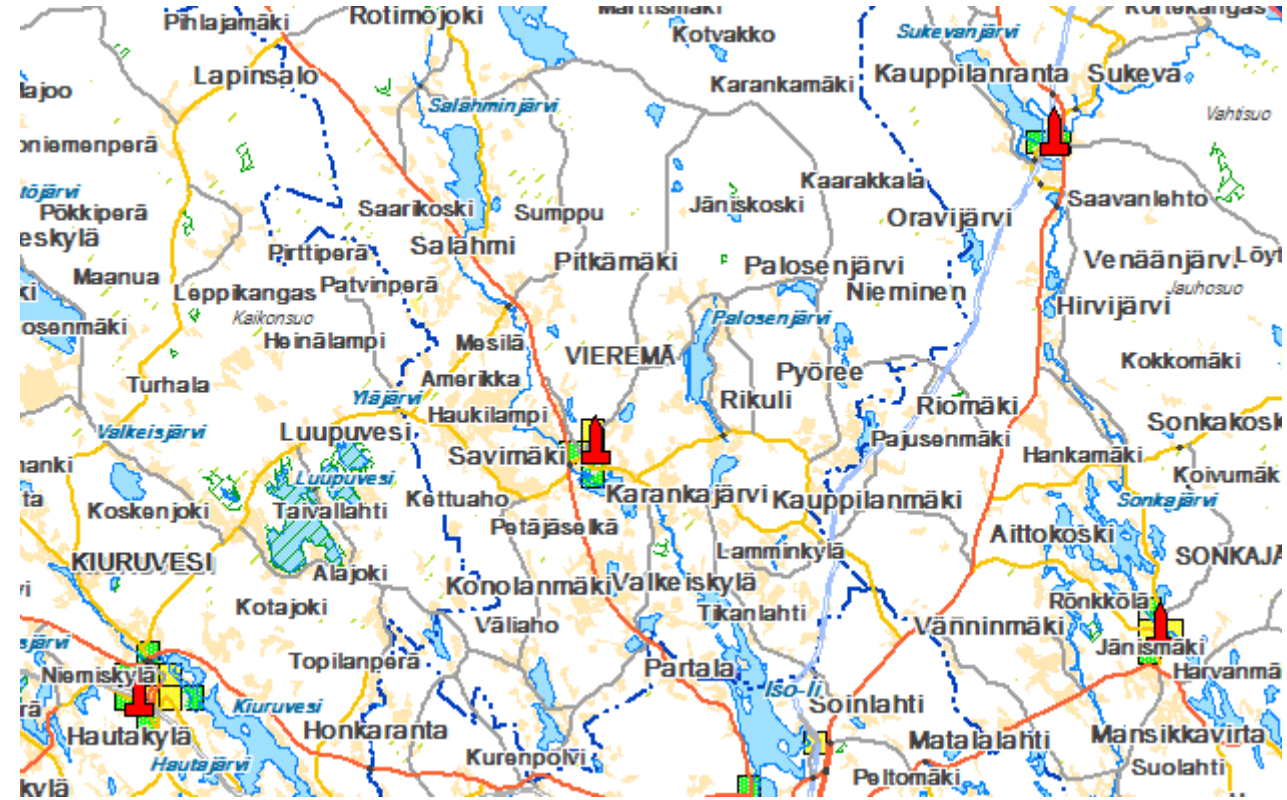 Pihlajamäki
Rotimojoki
Kotvakko
Sukevanjärvi
Lapinsalo
Karankamäki
Kauppilanranta
Sukeva
Salahminjärvi
Vahtisuo
Kaarakkala
Saarikoski
Sumppu
Jäniskoski
Oravijärvi
Saavanlehto
Pökkiperä
Pirttiperä
Salahmi
Pitkämäki
Palosenjärvi
Venäänjärvi
Maanua
Leppikangas
Patvinperä
Nieminen
Jauhosuo
Kaikonsuo
Palosenjärvi
Hirvijärvi
Heinälampi
Mesilä
VIEREMÄ
Kokkomäki
Turhala
Amerikka
Pyöree
Yläjärvi
Haukilampi
Rikuli
Riomäki
Valkeisjärvi
Luupuvesi
Savimäki
Pajusenmäki
Hankamäki
Luupuvesi
Koskenjoki
Taivallahti
Kettuaho
Karankajärvi
Kauppilanmäki
Sonkajärvi
Petäjäselkä
Aittokoski
KIURUVESI
Alajoki
Lamminkylä
Konolanmäki
Valkeiskylä
Kotajoki
Tikanlahti
Rönkkölä
Väliaho
Vänninmäki
Jänismäki
Niemiskylä
Topilanperä
Partala
Iso-Ii
Kiuruvesi
Soinlahti
Hautakylä
Honkaranta
Matalalahti
Mansikkavirta
Hautajärvi
Kurenpolvi
Peltomäki
Suolahti